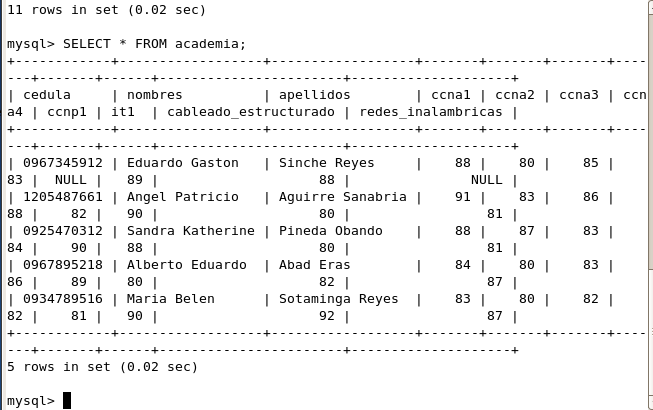 11 rows in set (0.02 sec)

mysql> SELECT * FROM academia;
+------------+------------------+------------------+-------+-------+-------+----
---+-------+------+-----------------------+--------------------+
| cedula     | nombres          | apellidos        | ccna1 | ccna2 | ccna3 | ccn
a4 | ccnp1 | it1  | cableado_estructurado | redes_inalambricas |
+------------+------------------+------------------+-------+-------+-------+----
---+-------+------+-----------------------+--------------------+
| 0967345912 | Eduardo Gaston   | Sinche Reyes     |    88 |    80 |    85 |
83 |  NULL |   89 |                    88 |               NULL |
| 1205487661 | Angel Patricio   | Aguirre Sanabria |    91 |    83 |    86 |
88 |    82 |   90 |                    80 |                 81 |
| 0925470312 | Sandra Katherine | Pineda Obando    |    88 |    87 |    83 |
84 |    90 |   88 |                    80 |                 81 |
| 0967895218 | Alberto Eduardo  | Abad Eras        |    84 |    80 |    83 |
86 |    89 |   80 |                    82 |                 87 |
| 0934789516 | Maria Belen      | Sotaminga Reyes  |    83 |    80 |    82 |
82 |    81 |   90 |                    92 |                 87 |
+------------+------------------+------------------+-------+-------+-------+----
---+-------+------+-----------------------+--------------------+
5 rows in set (0.02 sec)

mysql>